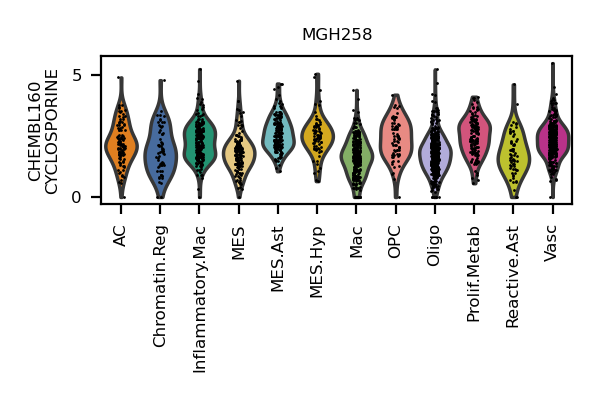 MGH258
CHEMBL160
CYCLOSPORINE
5
0
AC
Chromatin.Reg
Inflammatory.Mac
MES
MES.Ast
MES.Hyp
Mac
OPC
Oligo
Prolif.Metab
Reactive.Ast
Vasc